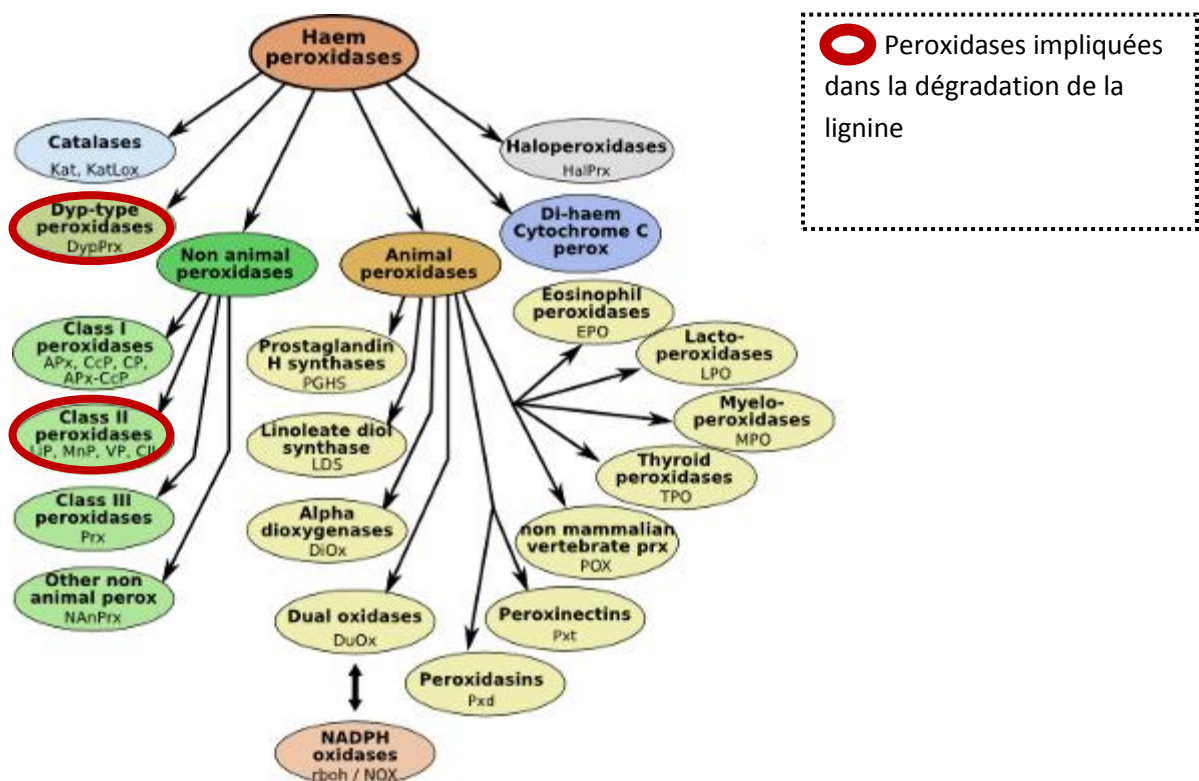 Haem
peroxidases
Peroxidases impliquées
dans la dégradation de la
lignine
Catalases
Kat, KatLox
Haloperoxidases
HalPrx
Dyp-type
peroxidases
DypPrx
Di-haem
Cytochrome C
perox
Non animal
peroxidases
Animal
peroxidases
Class I
peroxidases
APx, CcP, CP,
APx-CcP
Class II
peroxidases
LiP, MnP, VP, CII
Class III
peroxidases
Prx
Other non
animal perox
NAnPrx
Prostaglandin
H synthases
PGHS
Linoleate diol
synthase
LDS
Alpha
dioxygenases
DiOx
Dual oxidases
DuOx
NADPH
oxidases
rboh / NOX
Eosinophil
peroxidases
EPO
Lacto-
peroxidases
LPO
Myelo-
peroxidases
MPO
Thyroid
peroxidases
TPO
non mammalian
vertebrate prx
POX
Peroxinectins
Pxt
Peroxidasins
Pxd